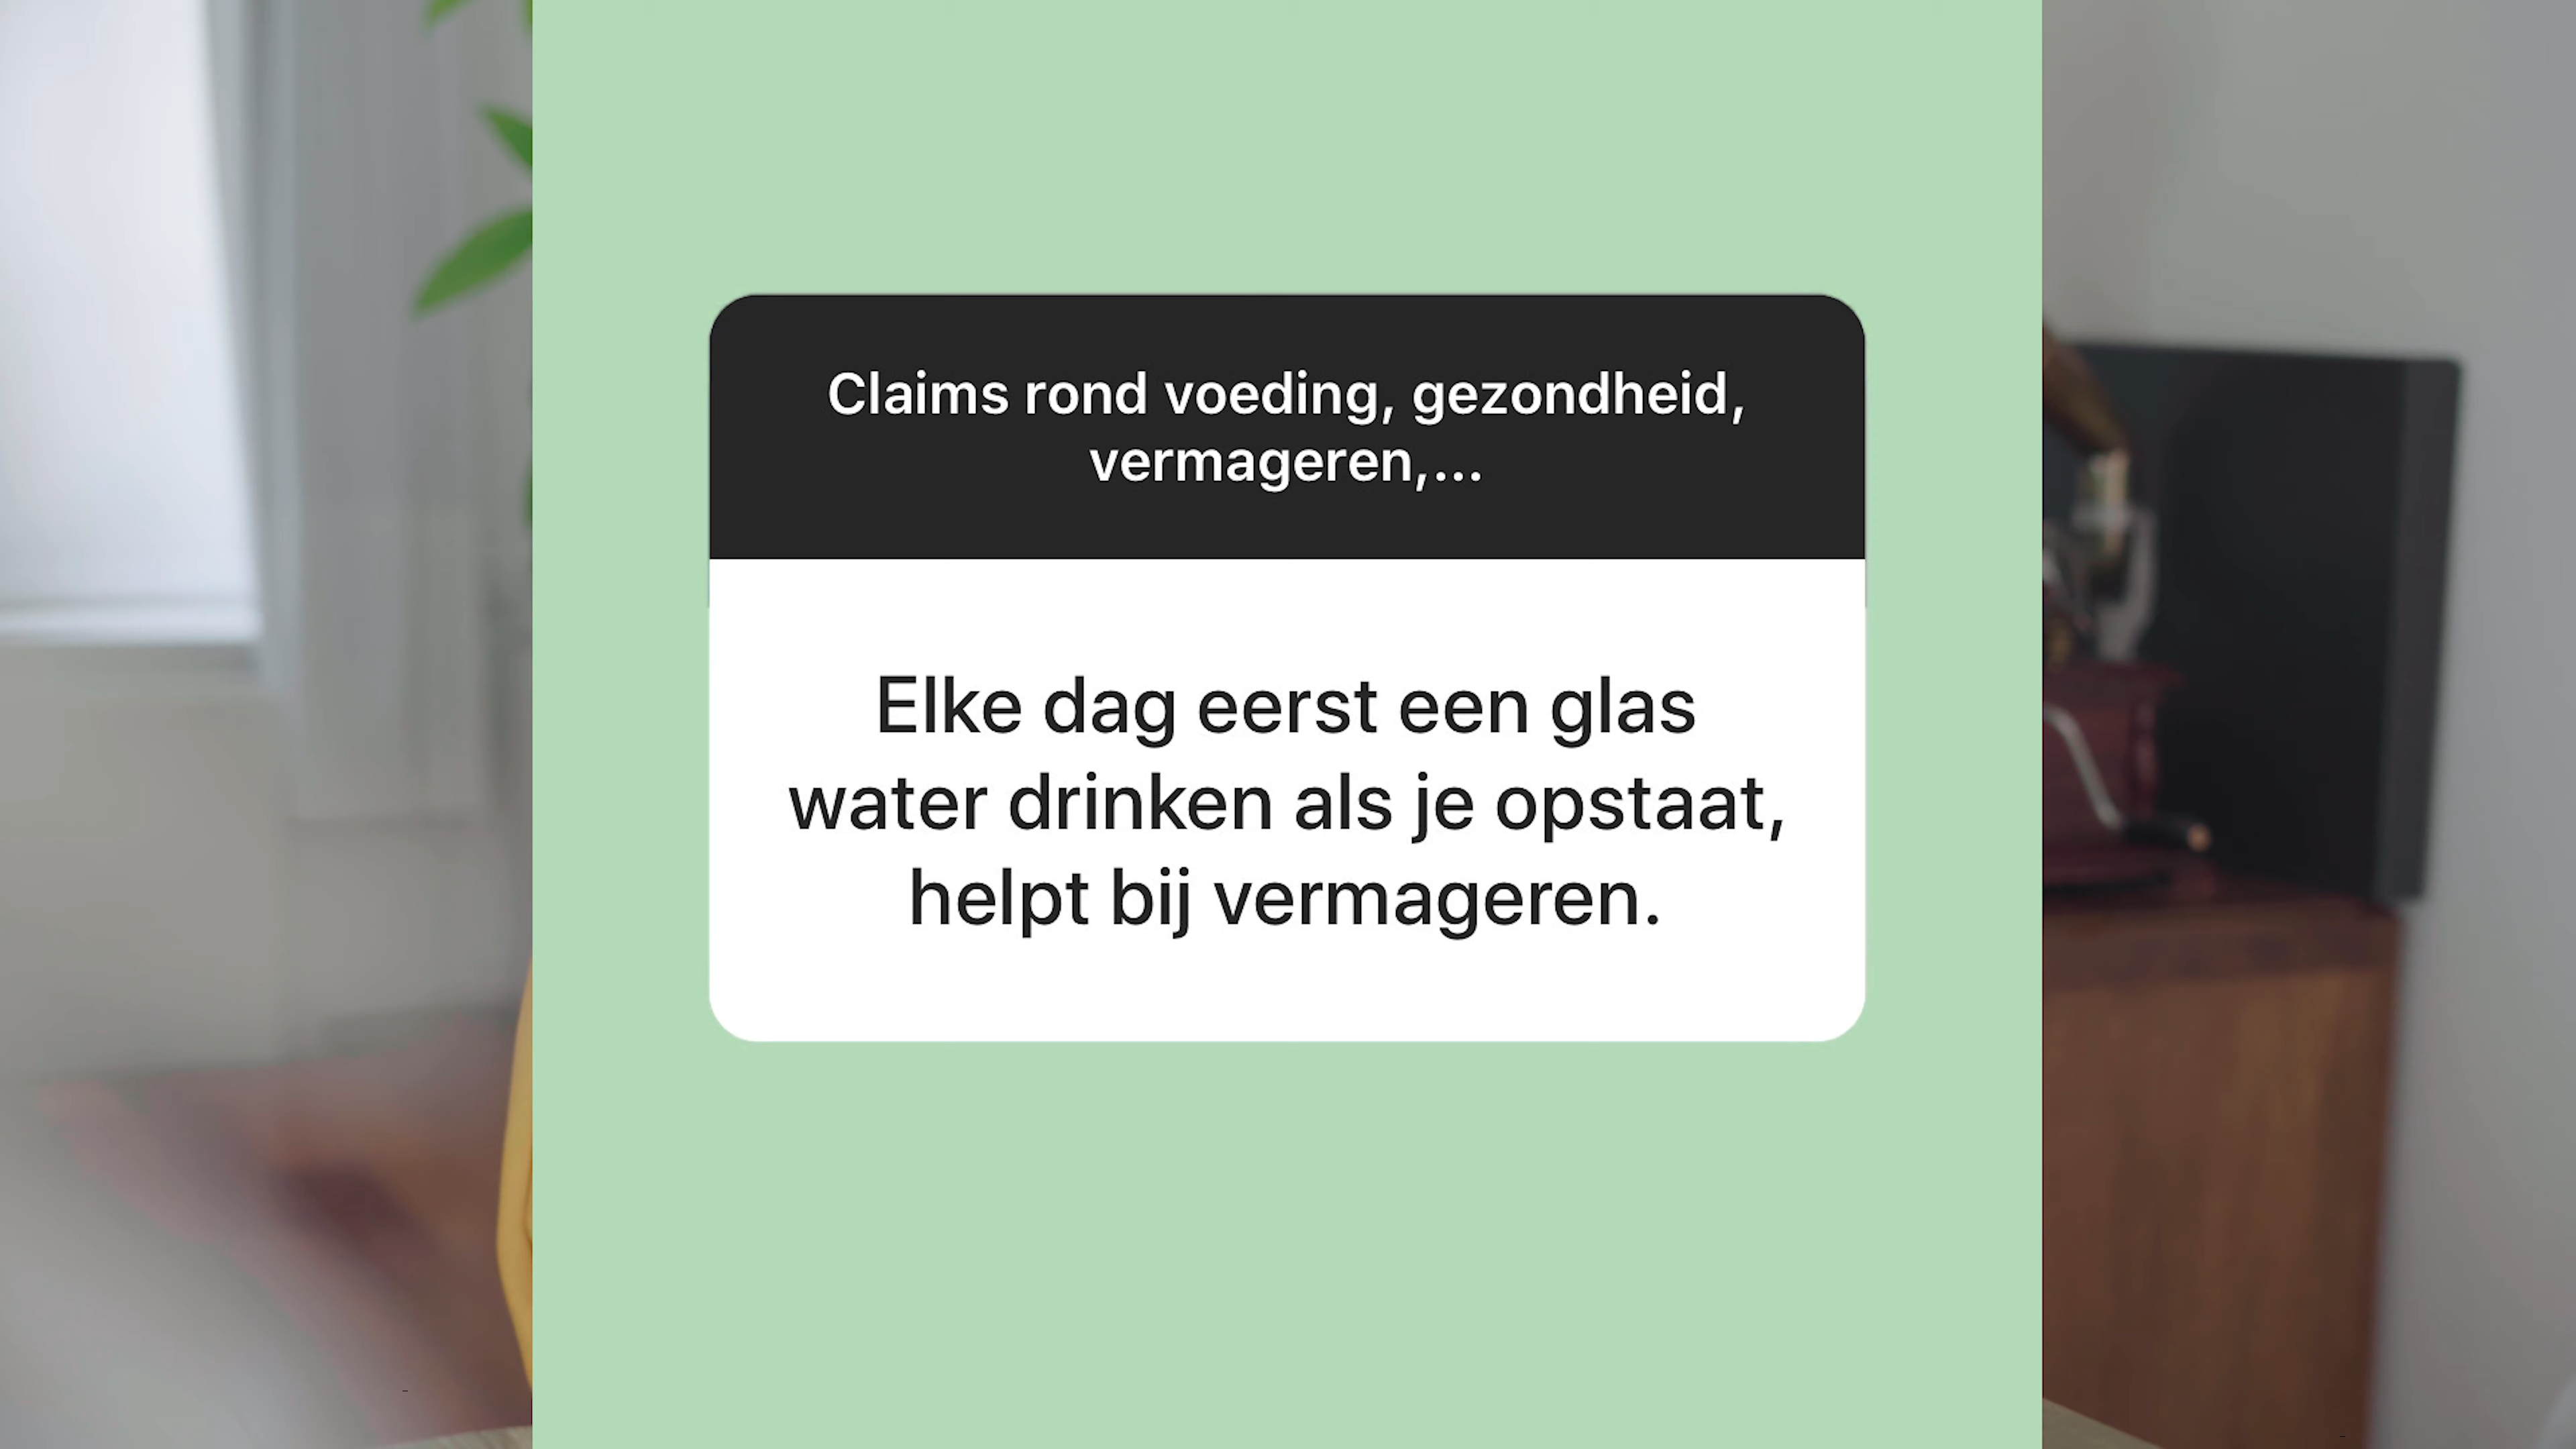 Claims rond voeding, gezondheid,
vermageren,...
Elke dag eerst een glas
water drinken als je opstaat,
helpt bij vermageren.